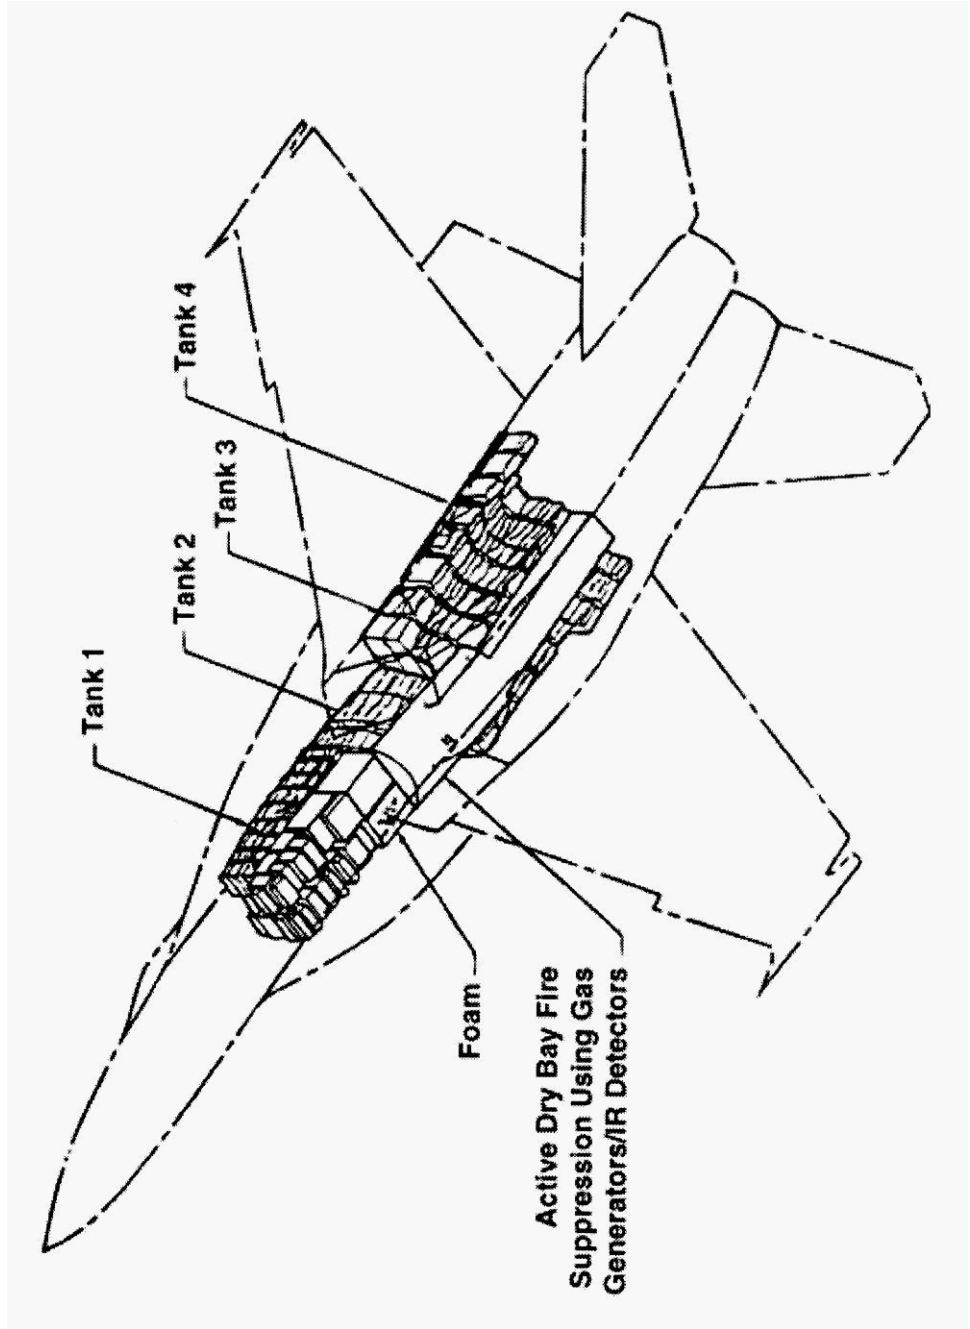 Tank 1
Tank 2
Tank 3
Tank 4
Foam
Active Dry Bay Fire
Suppression Using Gas
Generators/IR Detectors